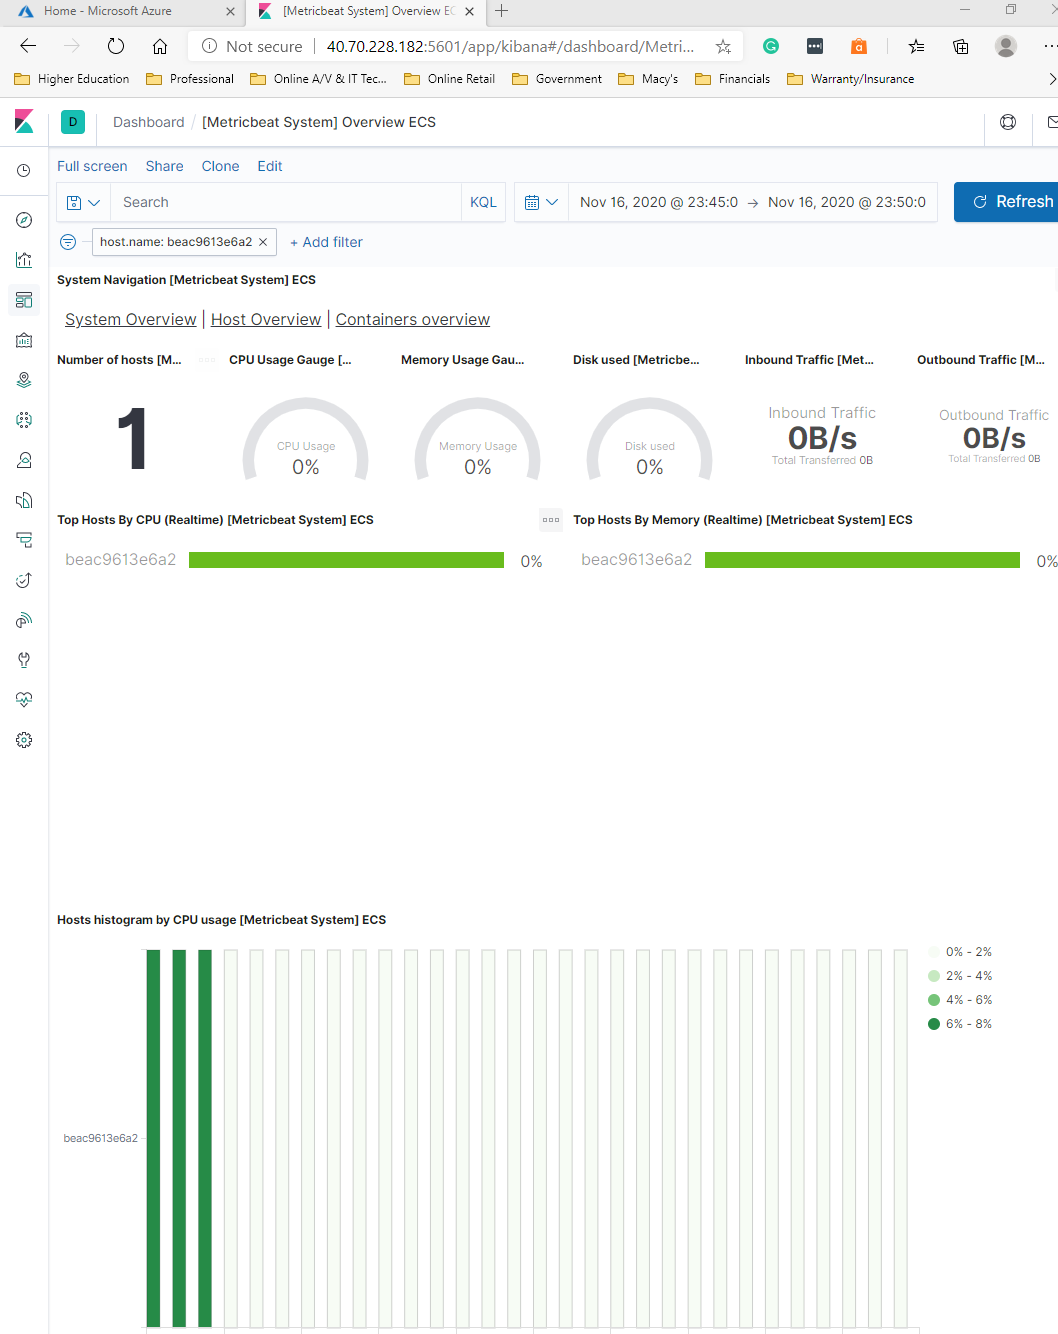 Home - Microsoft Azure
[Metricbeat System] Overview EC
Not secure
40.70.228.182:5601/app/kibana#/dashboard/Metri...
Higher Education
Professional
Online A/V & IT Tec...
Online Retail
Government
Macy's
Financials
Warranty/Insurance
D
Dashboard / [Metricbeat System] Overview ECS
Full screen
Share
Clone
Edit
Search
KQL
Nov 16, 2020 @ 23:45:0 → Nov 16, 2020 @ 23:50:0
Refresh
host.name: beac9613e6a2 ×
+ Add filter
System Navigation [Metricbeat System] ECS
System Overview | Host Overview | Containers overview
Number of hosts [M...
CPU Usage Gauge [...
Memory Usage Gau...
Disk used [Metricbe...
Inbound Traffic [Met...
Outbound Traffic [M...
1
CPU Usage
0%
Memory Usage
0%
Disk used
0%
Inbound Traffic
0B/s
Total Transferred 0B
Outbound Traffic
0B/s
Total Transferred 0B
Top Hosts By CPU (Realtime) [Metricbeat System] ECS
beac9613e6a2
0%
Top Hosts By Memory (Realtime) [Metricbeat System] ECS
beac9613e6a2
0%
Hosts histogram by CPU usage [Metricbeat System] ECS
beac9613e6a2
0% - 2%
2% - 4%
4% - 6%
6% - 8%